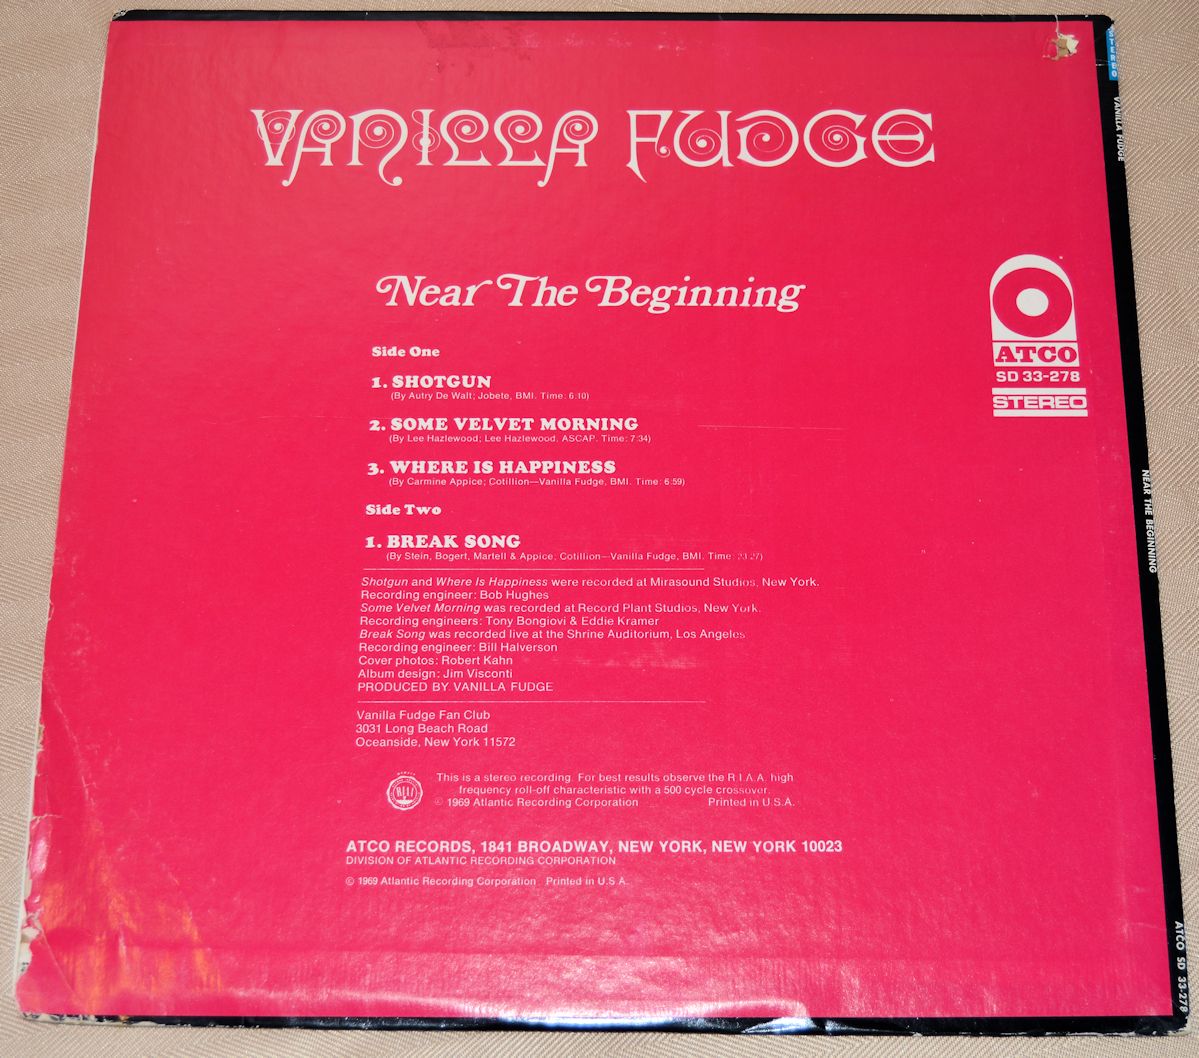 VANILLA FUDGE
Near The Beginning
Side One
1. SHOTGUN
(By Autry De Walt; Jobete, BMI. Time: 6:10)
2. SOME VELVET MORNING
(By Lee Hazlewood; Lee Hazlewood, ASCAP. Time: 7:34)
3. WHERE IS HAPPINESS
(By Carmine Appice; Cotillion—Vanilla Fudge, BMI. Time: 6:59)
Side Two
1. BREAK SONG
(By Stein, Bogert, Martell & Appice; Cotillion—Vanilla Fudge, BMI. Time: 23:27)
Shotgun and Where Is Happiness were recorded at Mirasound Studios, New York.
Recording engineer: Bob Hughes
Some Velvet Morning was recorded at Record Plant Studios, New York.
Recording engineers: Tony Bongiovi & Eddie Kramer
Break Song was recorded live at the Shrine Auditorium, Los Angeles
Recording engineer: Bill Halverson
Cover photos: Robert Kahn
Album design: Jim Visconti
PRODUCED BY VANILLA FUDGE
Vanilla Fudge Fan Club
3031 Long Beach Road
Oceanside, New York 11572
This is a stereo recording. For best results observe the R.I.A.A. high
frequency roll-off characteristic with a 500 cycle crossover.
© 1969 Atlantic Recording Corporation Printed in U.S.A.
ATCO RECORDS, 1841 BROADWAY, NEW YORK, NEW YORK 10023
DIVISION OF ATLANTIC RECORDING CORPORATION
© 1969 Atlantic Recording Corporation Printed in U.S.A.
ATCO
SD 33-278
STEREO
STEREO
VANILLA FUDGE
NEAR THE BEGINNING
ATCO SD 33-278